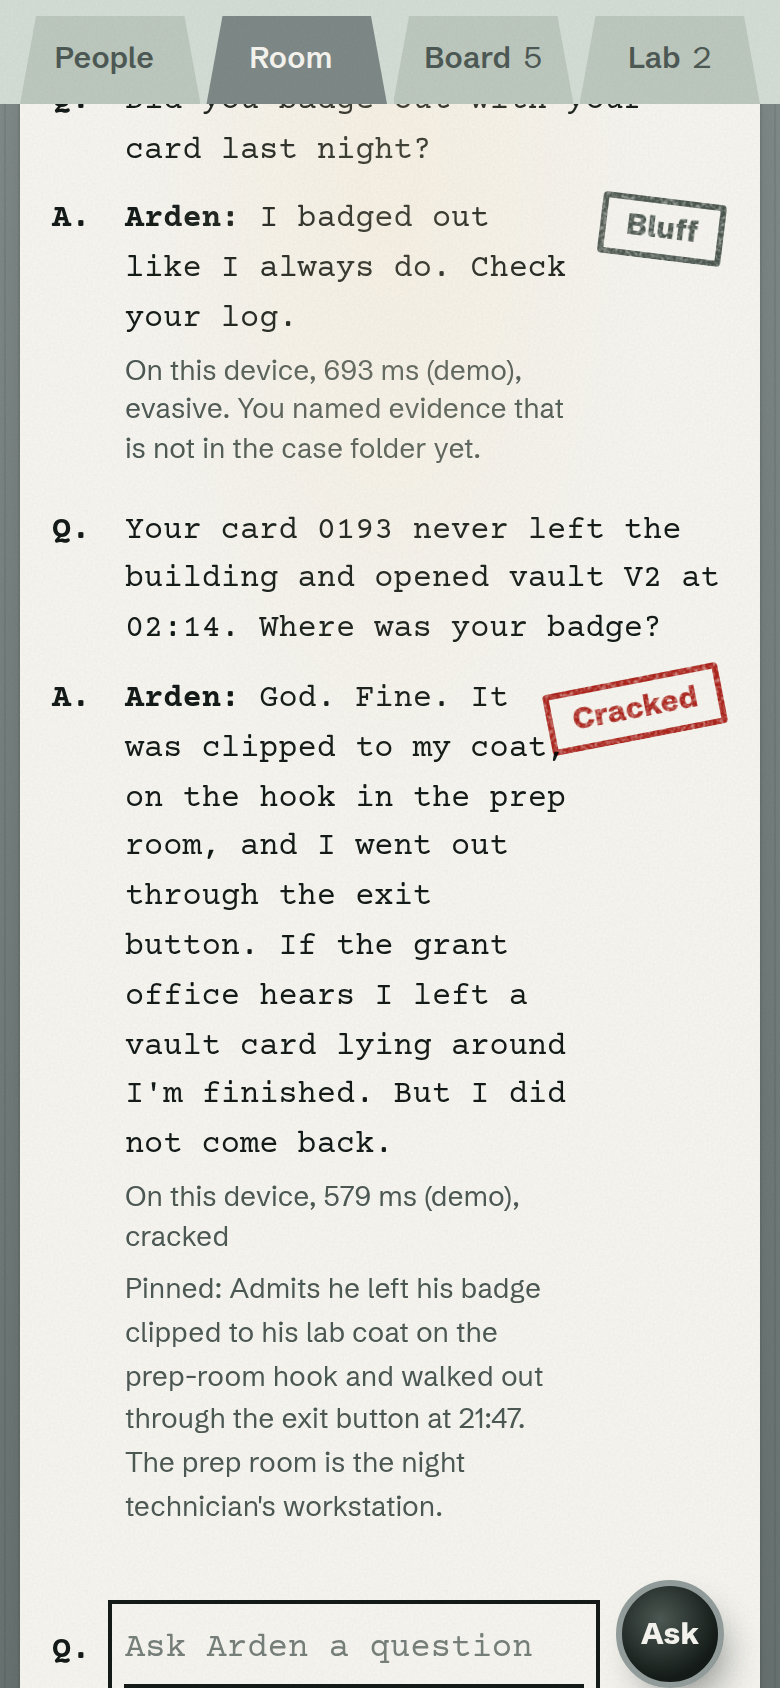 People
Room
Board 5
Lab 2
Q. Did you badge out with your
card last night?
A. Arden: I badged out
like I always do. Check
your log.
Bluff
On this device, 693 ms (demo),
evasive. You named evidence that
is not in the case folder yet.
Q. Your card 0193 never left the
building and opened vault V2 at
02:14. Where was your badge?
A. Arden: God. Fine. It
was clipped to my coat,
on the hook in the prep
room, and I went out
through the exit
button. If the grant
office hears I left a
vault card lying around
I'm finished. But I did
not come back.
Cracked
On this device, 579 ms (demo),
cracked
Pinned: Admits he left his badge
clipped to his lab coat on the
prep-room hook and walked out
through the exit button at 21:47.
The prep room is the night
technician's workstation.
Q. Ask Arden a question
Ask